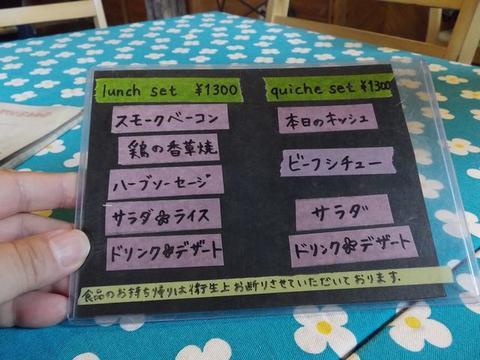 lunch set ¥1300
スモークベーコン
鶏の香草焼
ハーブソーセージ
サラダ&ライス
ドリンク&デザート
quiche set ¥1300
本日のキッシュ
ビーフシチュー
サラダ
ドリンク&デザート
食品のお持ち帰りは衛生上お断りさせていただいております.